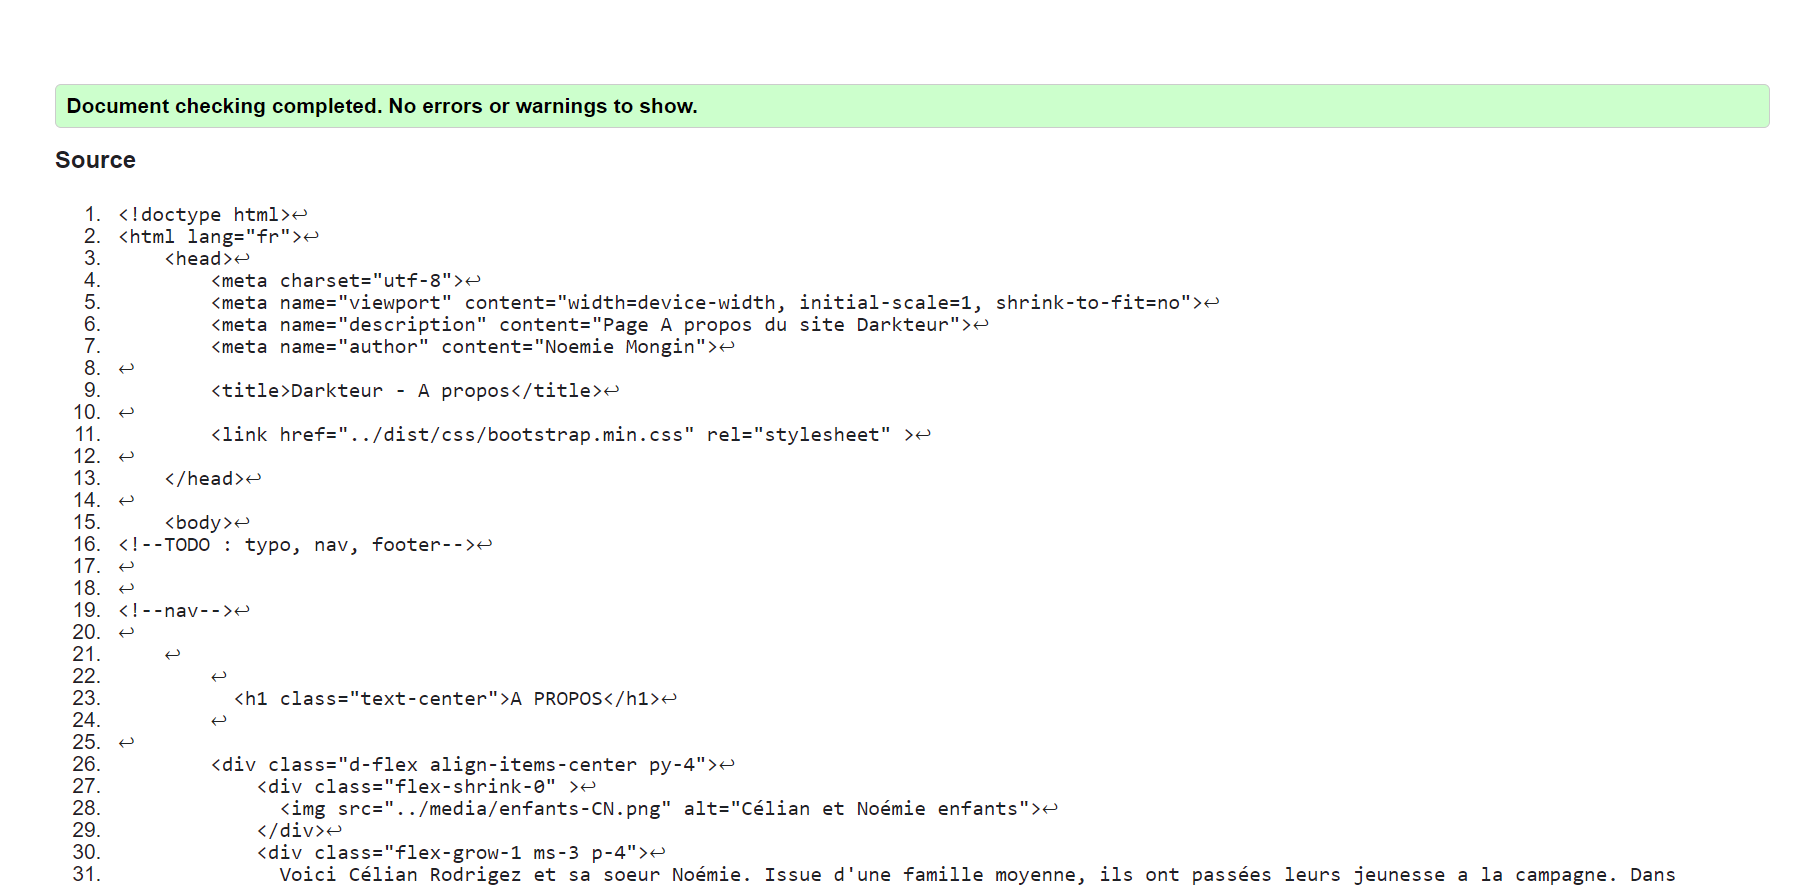 Document checking completed. No errors or warnings to show.
Source
1. <!doctype html>↩
2. <html lang="fr">↩
3.     <head>↩
4.         <meta charset="utf-8">↩
5.         <meta name="viewport" content="width=device-width, initial-scale=1, shrink-to-fit=no">↩
6.         <meta name="description" content="Page A propos du site Darkteur">↩
7.         <meta name="author" content="Noemie Mongin">↩
8. ↩
9.         <title>Darkteur - A propos</title>↩
10. ↩
11.         <link href="../dist/css/bootstrap.min.css" rel="stylesheet" >↩
12. ↩
13.     </head>↩
14. ↩
15.     <body>↩
16. <!--TODO : typo, nav, footer-->↩
17. ↩
18. ↩
19. <!--nav-->↩
20. ↩
21.     ↩
22.         ↩
23.           <h1 class="text-center">A PROPOS</h1>↩
24.         ↩
25. ↩
26.         <div class="d-flex align-items-center py-4">↩
27.             <div class="flex-shrink-0" >↩
28.               <img src="../media/enfants-CN.png" alt="Célian et Noémie enfants">↩
29.             </div>↩
30.             <div class="flex-grow-1 ms-3 p-4">↩
31.               Voici Célian Rodrigez et sa soeur Noémie. Issue d'une famille moyenne, ils ont passées leurs jeunesse a la campagne. Dans